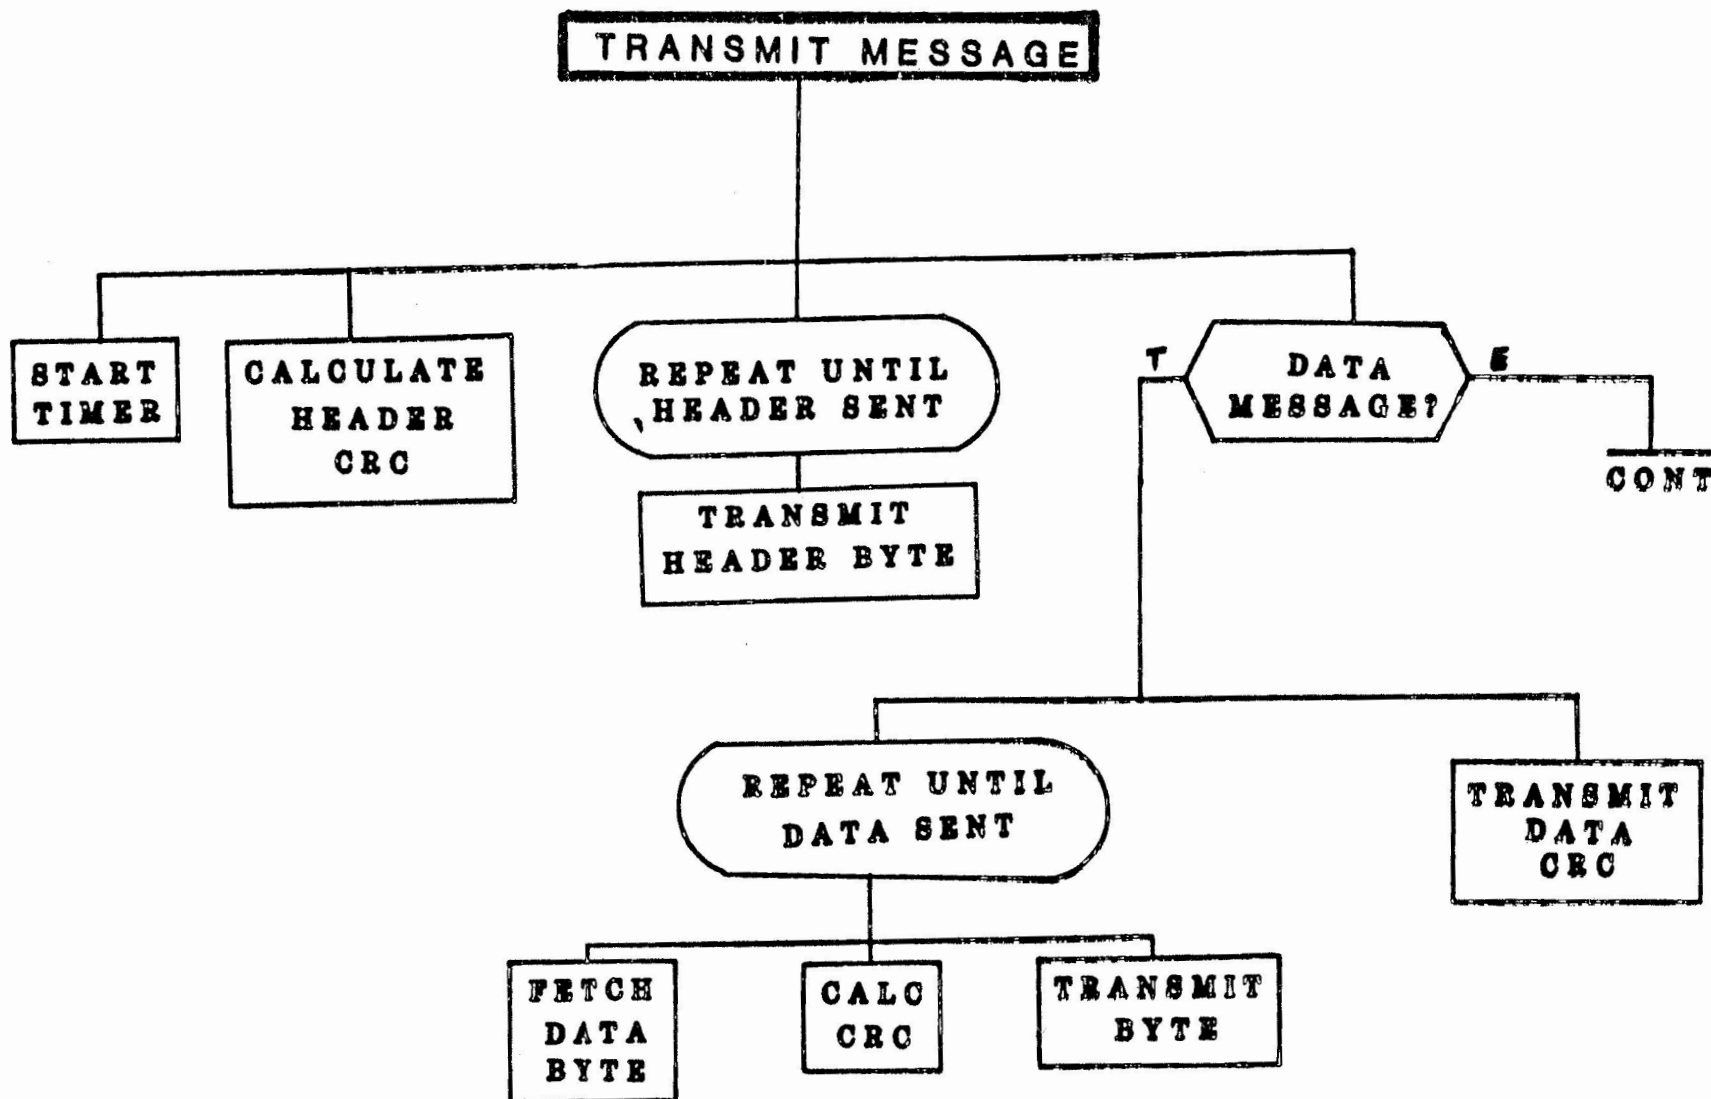 TRANSMIT MESSAGE
START
TIMER
CALCULATE
HEADER
CRC
REPEAT UNTIL
HEADER SENT
TRANSMIT
HEADER BYTE
T
DATA
MESSAGE?
E
CONT
REPEAT UNTIL
DATA SENT
TRANSMIT
DATA
CRC
FETCH
DATA
BYTE
CALC
CRC
TRANSMIT
BYTE